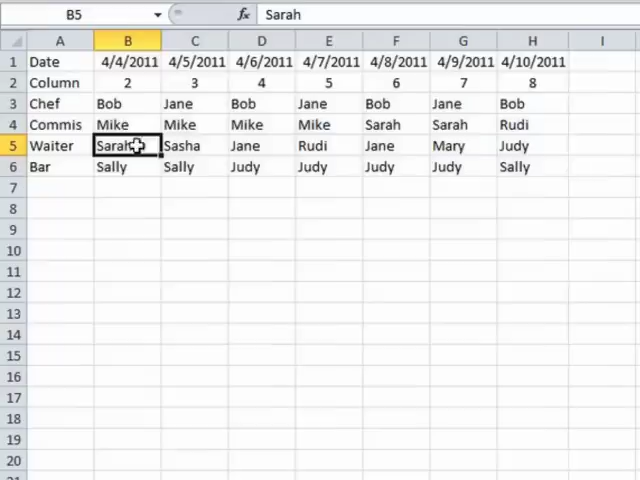 B5 fx Sarah
A B C D E F G H I
1 Date 4/4/2011 4/5/2011 4/6/2011 4/7/2011 4/8/2011 4/9/2011 4/10/2011
2 Column 2 3 4 5 6 7 8
3 Chef Bob Jane Bob Jane Bob Jane Bob
4 Commis Mike Mike Mike Mike Sarah Sarah Rudi
5 Waiter Sarah Sasha Jane Rudi Jane Mary Judy
6 Bar Sally Sally Judy Judy Judy Judy Sally
7
8
9
10
11
12
13
14
15
16
17
18
19
20